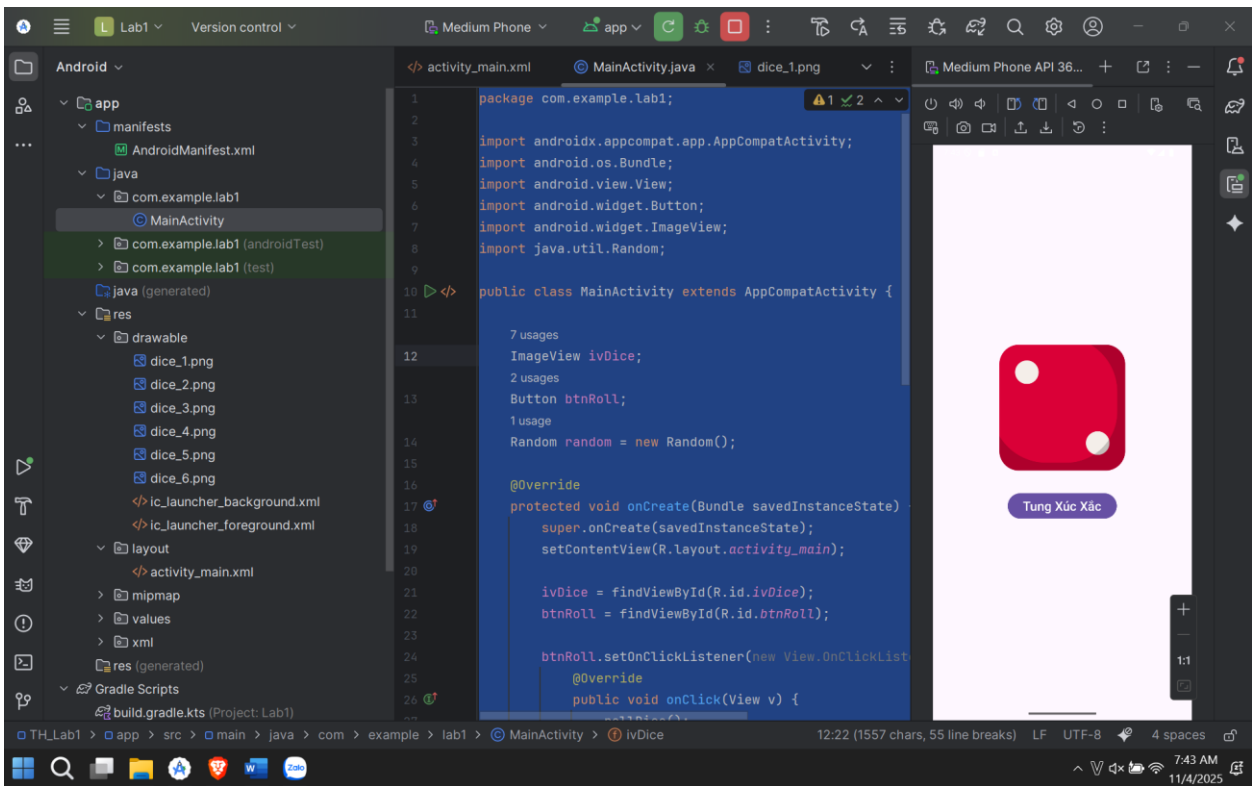 L Lab1 Version control Medium Phone app
Android
activity_main.xml MainActivity.java dice_1.png
Medium Phone API 36...
app
manifests
AndroidManifest.xml
java
com.example.lab1
MainActivity
com.example.lab1 (androidTest)
com.example.lab1 (test)
java (generated)
res
drawable
dice_1.png
dice_2.png
dice_3.png
dice_4.png
dice_5.png
dice_6.png
ic_launcher_background.xml
ic_launcher_foreground.xml
layout
activity_main.xml
mipmap
values
xml
res (generated)
Gradle Scripts
build.gradle.kts (Project: Lab1)
1 package com.example.lab1;
2
3 import androidx.appcompat.app.AppCompatActivity;
4 import android.os.Bundle;
5 import android.view.View;
6 import android.widget.Button;
7 import android.widget.ImageView;
8 import java.util.Random;
9
10 public class MainActivity extends AppCompatActivity {
11
7 usages
12 ImageView ivDice;
2 usages
13 Button btnRoll;
1 usage
14 Random random = new Random();
15
16 @Override
17 protected void onCreate(Bundle savedInstanceState)
18 super.onCreate(savedInstanceState);
19 setContentView(R.layout.activity_main);
20
21 ivDice = findViewById(R.id.ivDice);
22 btnRoll = findViewById(R.id.btnRoll);
23
24 btnRoll.setOnClickListener(new View.OnClickList
25 @Override
26 public void onClick(View v) {
1 2
Tung Xúc Xắc
1:1
TH_Lab1 > app > src > main > java > com > example > lab1 > MainActivity > ivDice
12:22 (1557 chars, 55 line breaks) LF UTF-8 4 spaces
W Zalo
7:43 AM
11/4/2025